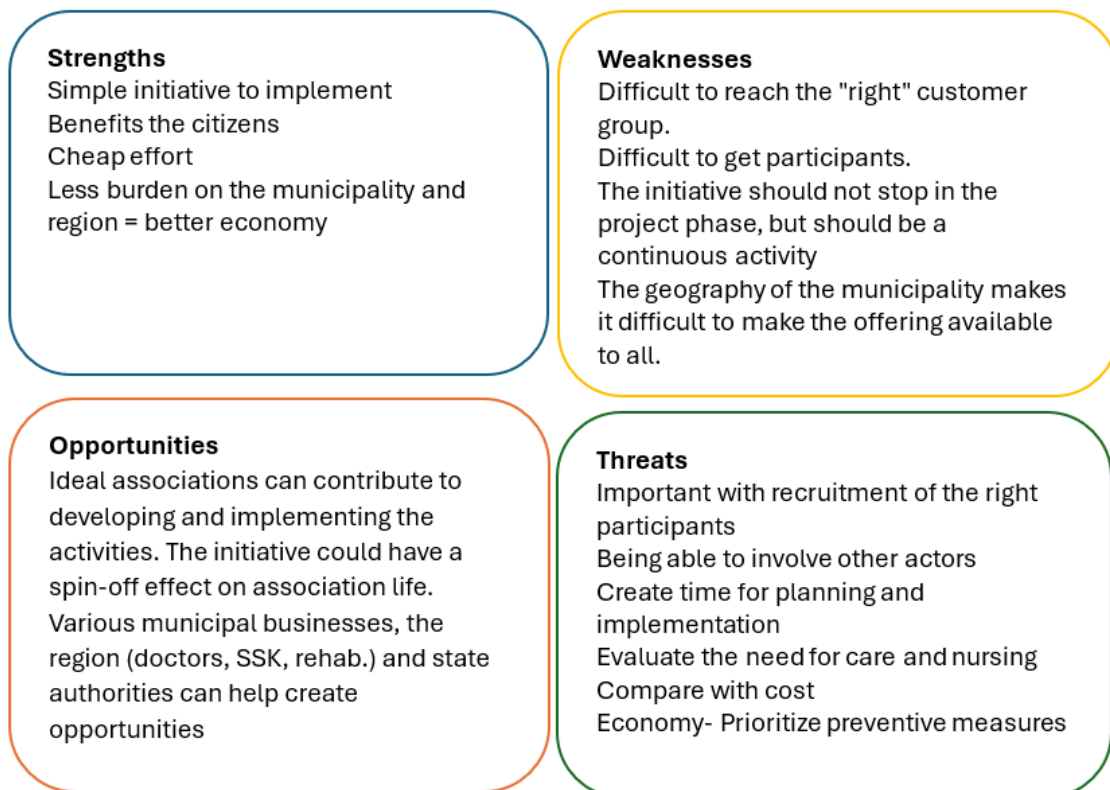 Strengths
Simple initiative to implement
Benefits the citizens
Cheap effort
Less burden on the municipality and
region = better economy
Weaknesses
Difficult to reach the "right" customer
group.
Difficult to get participants.
The initiative should not stop in the
project phase, but should be a
continuous activity
The geography of the municipality makes
it difficult to make the offering available
to all.
Opportunities
Ideal associations can contribute to
developing and implementing the
activities. The initiative could have a
spin-off effect on association life.
Various municipal businesses, the
region (doctors, SSK, rehab.) and state
authorities can help create
opportunities
Threats
Important with recruitment of the right
participants
Being able to involve other actors
Create time for planning and
implementation
Evaluate the need for care and nursing
Compare with cost
Economy- Prioritize preventive measures